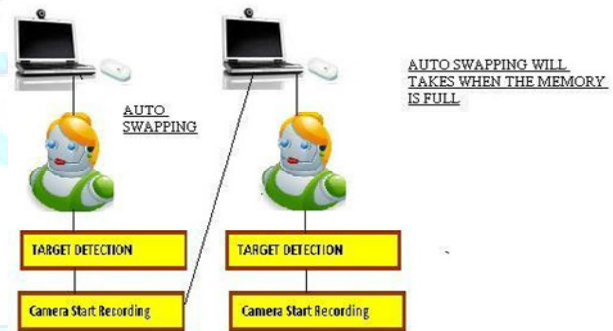 AUTO
SWAPPING
AUTO SWAPPING WILL
TAKES WHEN THE MEMORY
IS FULL
TARGET DETECTION
TARGET DETECTION
Camera Start Recording
Camera Start Recording